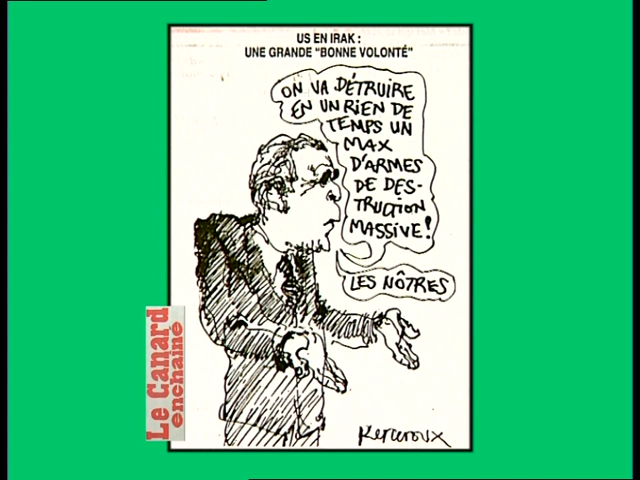 US EN IRAK :
UNE GRANDE "BONNE VOLONTÉ"
ON VA DÉTRUIRE
EN UN RIEN DE
TEMPS UN
MAX
D'ARMES
DE DES-
TRUCTION
MASSIVE !
LES NÔTRES
Le Canard
enchaîné
Kerleroux